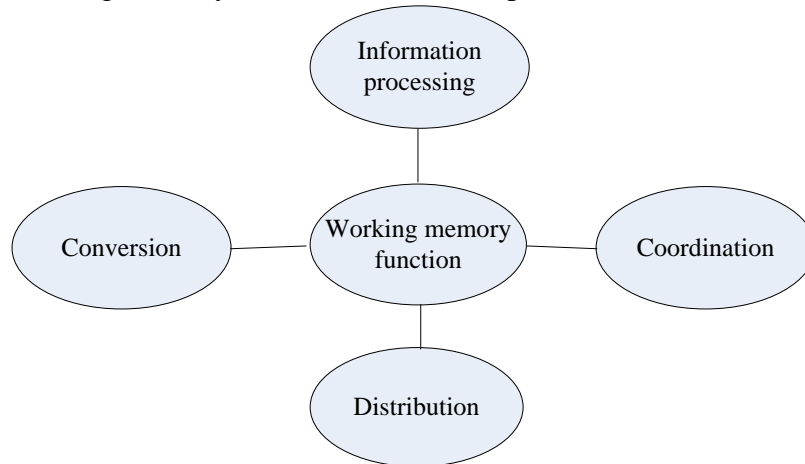 Information
processing
Conversion
Working memory
function
Coordination
Distribution